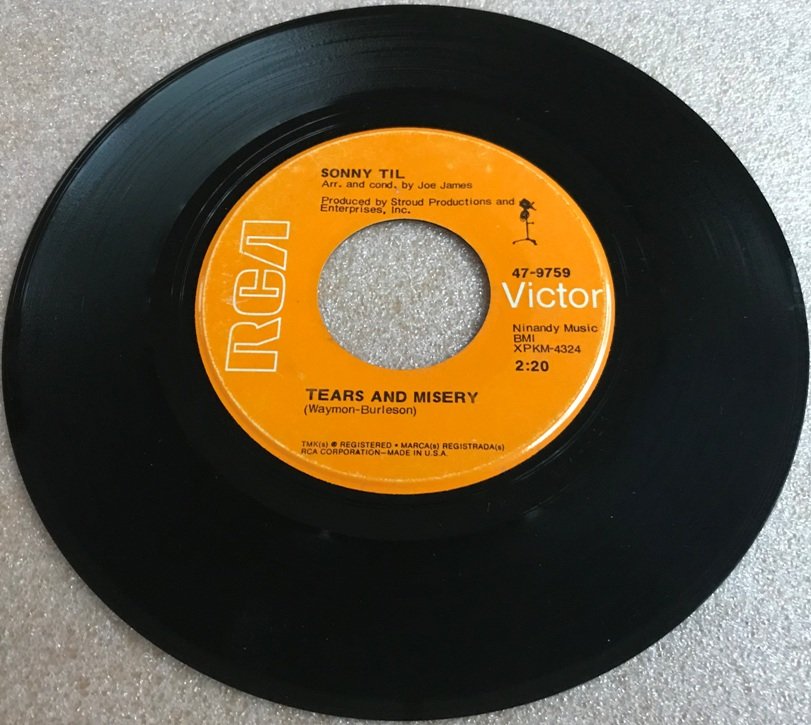 SONNY TIL
Arr. and cond. by Joe James
Produced by Stroud Productions and
Enterprises, Inc.
RCA
47-9759
Victor
Ninandy Music
BMI
XPKM-4324
2:20
TEARS AND MISERY
(Waymon-Burleson)
TMK(s) ® REGISTERED • MARCA(s) REGISTRADA(s)
RCA CORPORATION—MADE IN U.S.A.